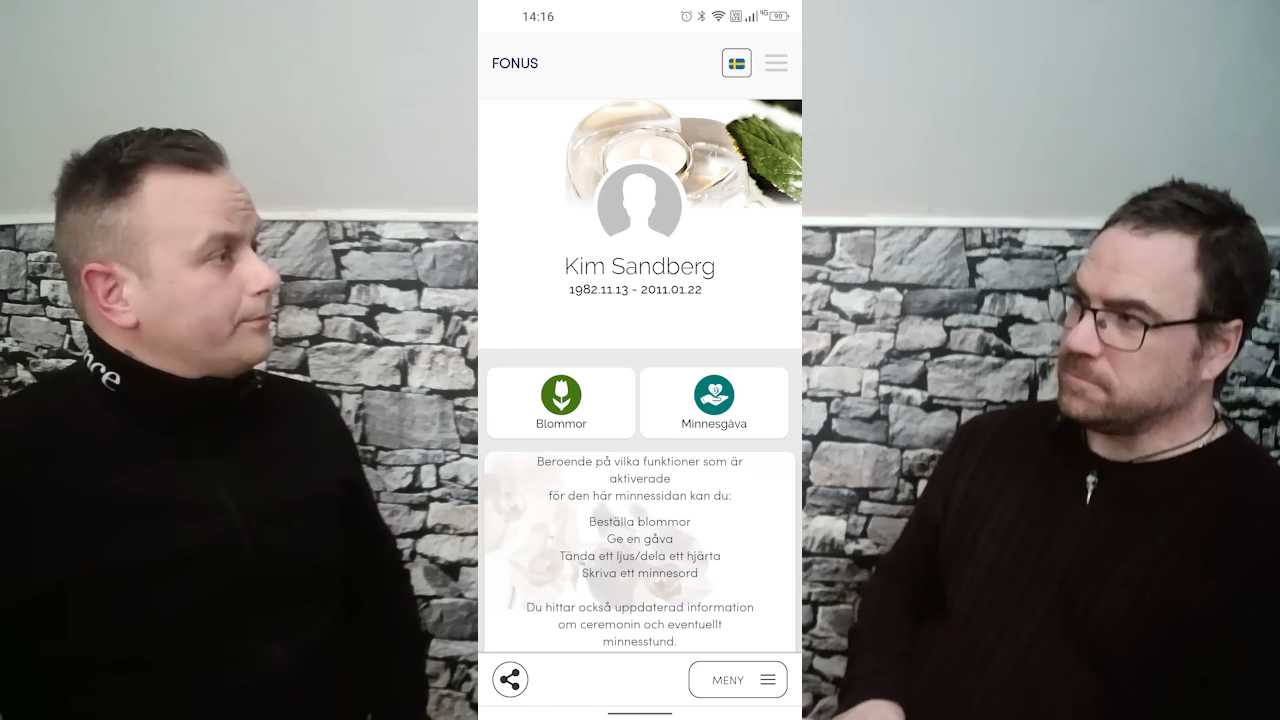 14:16
4G
90
FONUS
Kim Sandberg
1982.11.13 - 2011.01.22
Blommor
Minnesgåva
Beroende på vilka funktioner som är
aktiverade
för den här minnessidan kan du:
Beställa blommor
Ge en gåva
Tända ett ljus/dela ett hjärta
Skriva ett minnesord
Du hittar också uppdaterad information
om ceremonin och eventuellt
minnesstund.
MENY